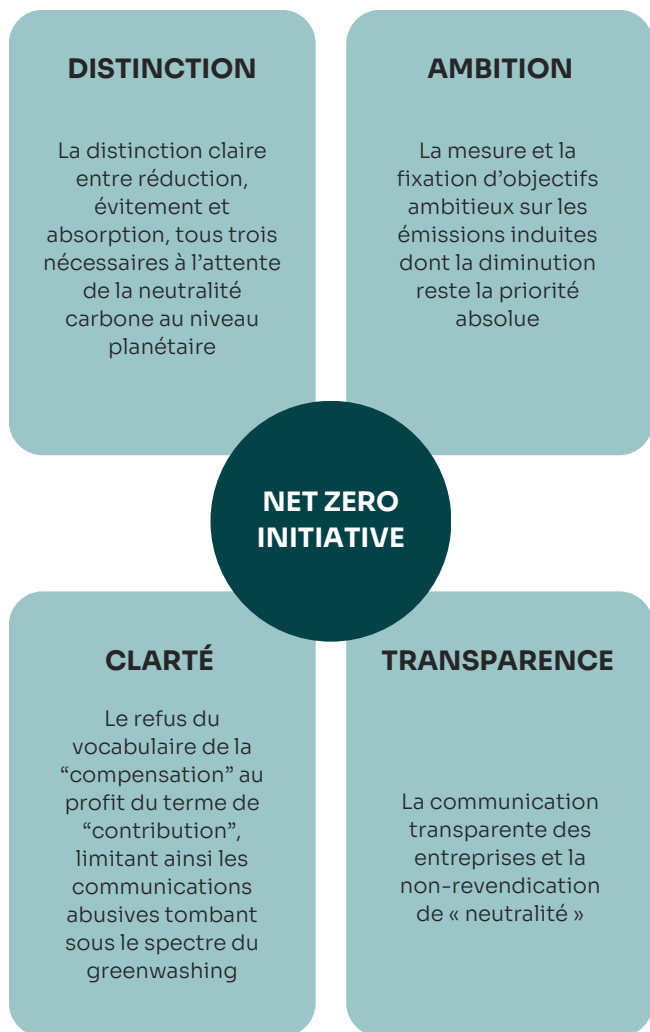 DISTINCTION
La distinction claire
entre réduction,
évitement et
absorption, tous trois
nécessaires à l’attente
de la neutralité
carbone au niveau
planétaire
AMBITION
La mesure et la
fixation d’objectifs
ambitieux sur les
émissions induites
dont la diminution
reste la priorité
absolue
NET ZERO
INITIATIVE
CLARTÉ
Le refus du
vocabulaire de la
“compensation” au
profit du terme de
“contribution”,
limitant ainsi les
communications
abusives tombant
sous le spectre du
greenwashing
TRANSPARENCE
La communication
transparente des
entreprises et la
non-revendication
de « neutralité »